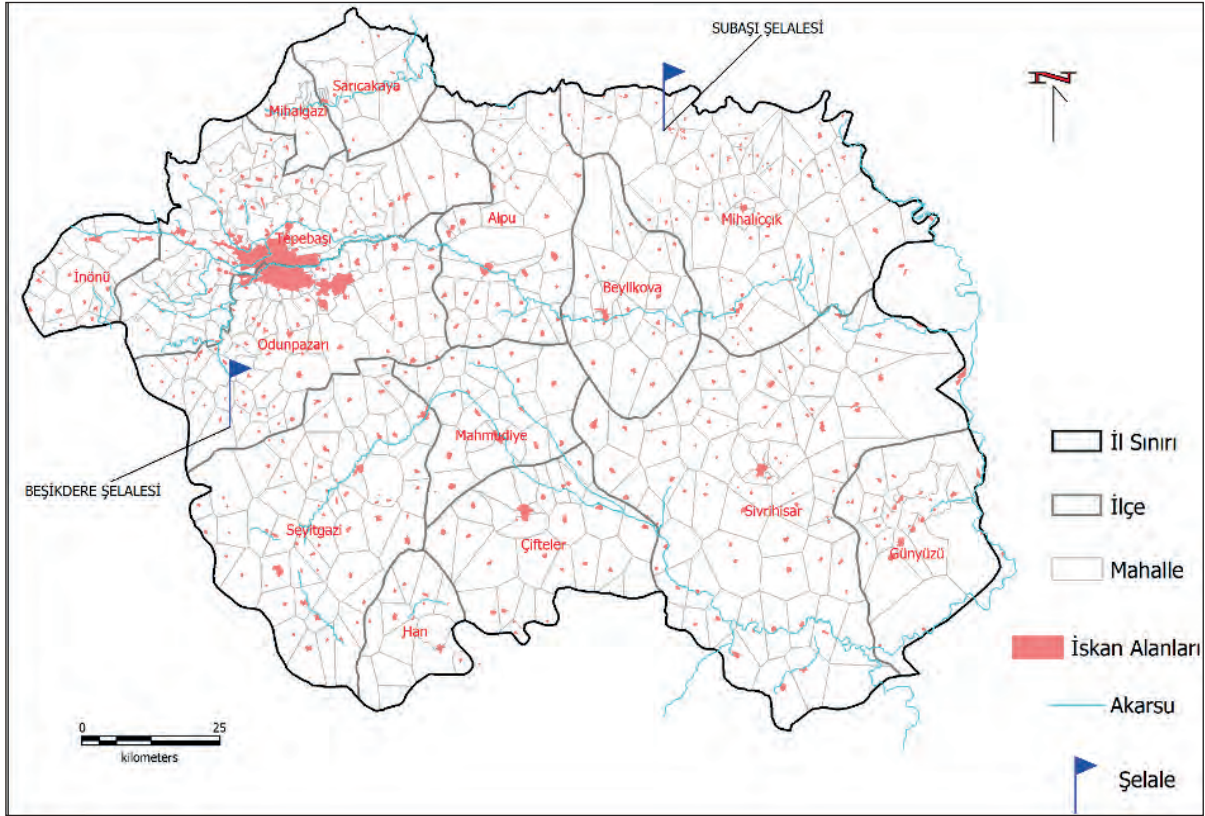 SUBAŞI ŞELALESİ
N
Sarıcakaya
Mihalgazi
Mihalıççık
Alpu
Tepebaşı
İnönü
Beylikova
Odunpazarı
Mahmudiye
BEŞİKDERE ŞELALESİ
Sivrihisar
Seyitgazi
Çifteler
Günyüzü
Han
İl Sınırı
İlçe
Mahalle
İskan Alanları
Akarsu
Şelale
0 25
kilometers